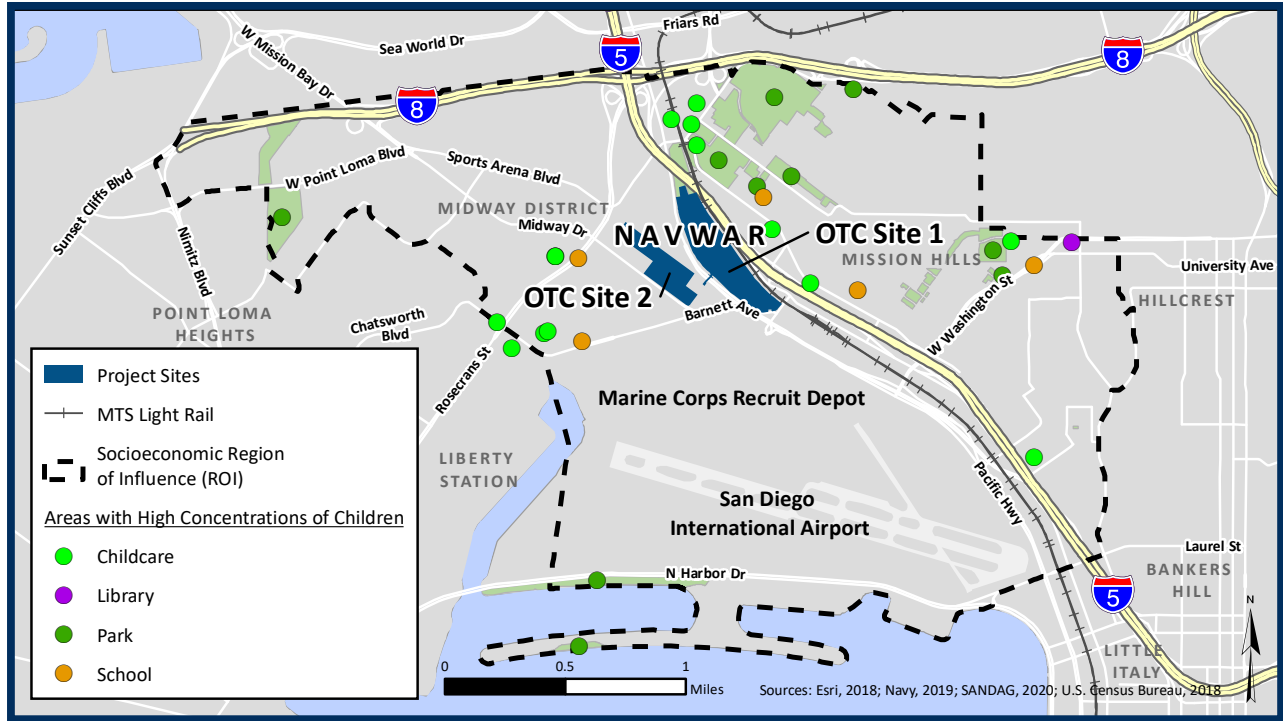 Friars Rd
Sea World Dr
W Mission Bay Dr
5
8
8
Sunset Cliffs Blvd
W Point Loma Blvd
Sports Arena Blvd
Nimitz Blvd
MIDWAY DISTRICT
Midway Dr
NAVWAR
OTC Site 1
MISSION HILLS
University Ave
W Washington St
HILLCREST
OTC Site 2
Barnett Ave
POINT LOMA
HEIGHTS
Chatsworth
Blvd
Rosecrans St
Marine Corps Recruit Depot
LIBERTY
STATION
San Diego
International Airport
Pacific Hwy
Laurel St
BANKERS
HILL
N Harbor Dr
5
LITTLE
ITALY
N
Project Sites
MTS Light Rail
Socioeconomic Region
of Influence (ROI)
Areas with High Concentrations of Children
Childcare
Library
Park
School
0 0.5 1
Miles
Sources: Esri, 2018; Navy, 2019; SANDAG, 2020; U.S. Census Bureau, 2018